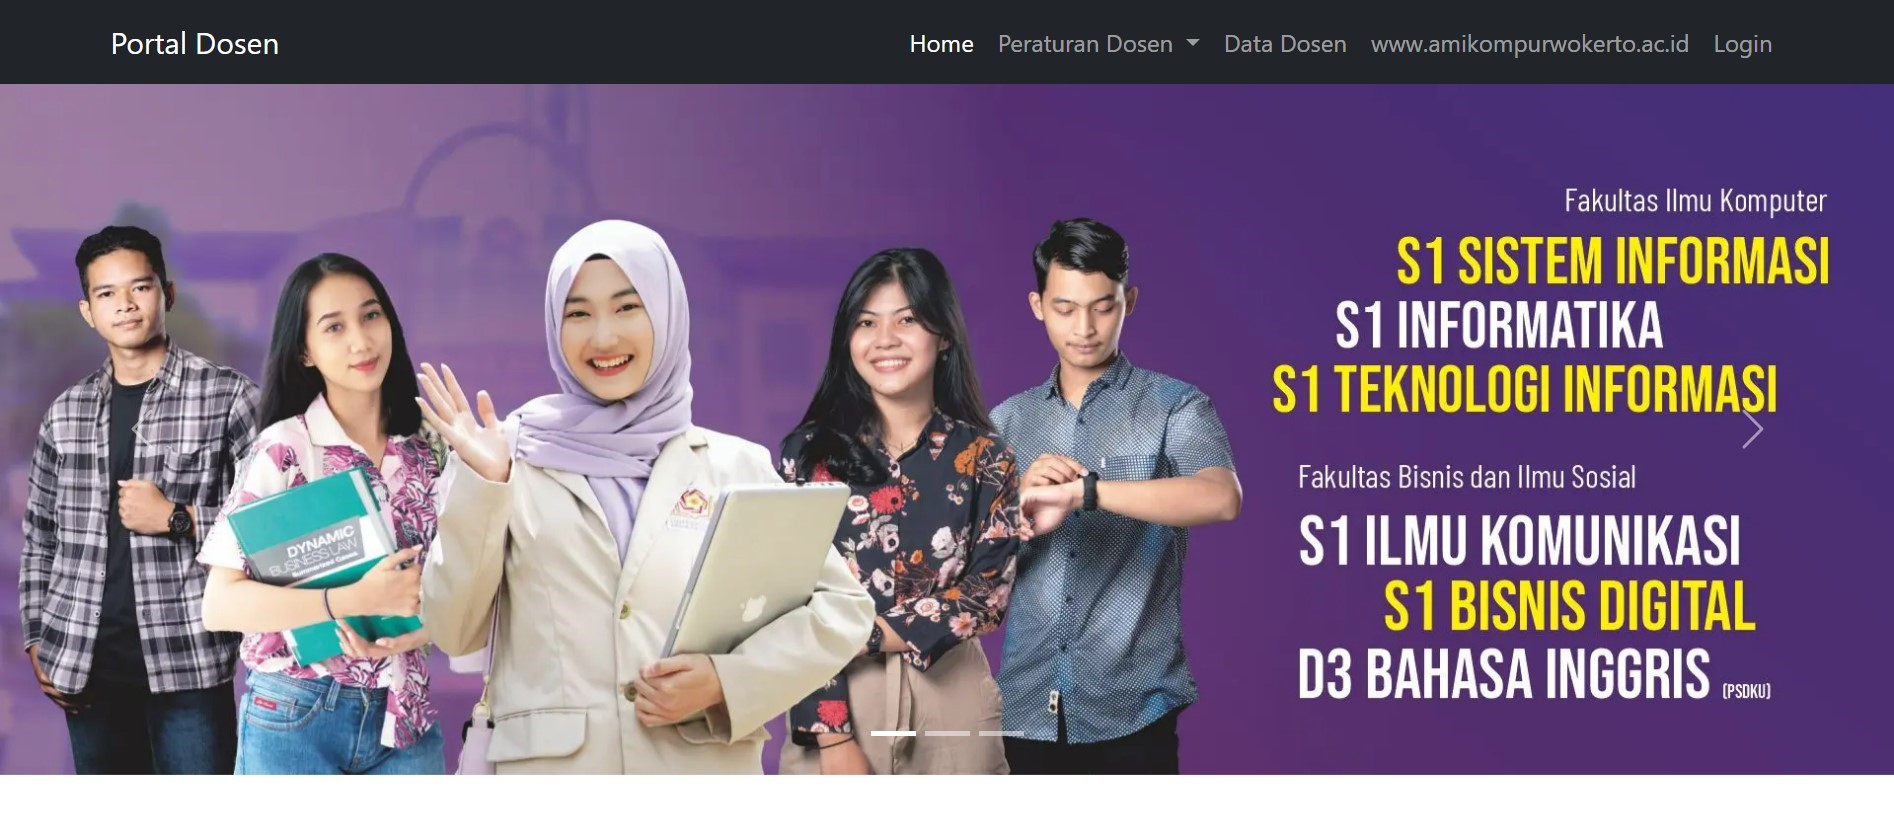 Portal Dosen
Home Peraturan Dosen Data Dosen www.amikompurwokerto.ac.id Login
Fakultas Ilmu Komputer
S1 SISTEM INFORMASI
S1 INFORMATIKA
S1 TEKNOLOGI INFORMASI
Fakultas Bisnis dan Ilmu Sosial
S1 ILMU KOMUNIKASI
S1 BISNIS DIGITAL
D3 BAHASA INGGRIS (PSDKU)
DYNAMIC
BUSINESS LAW
Summarised Cases